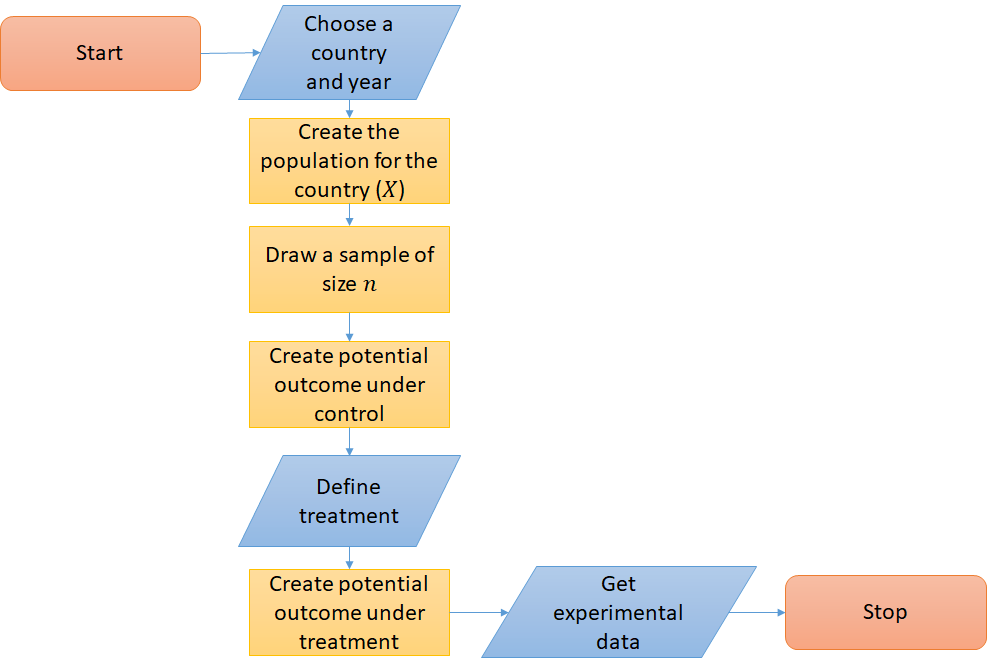 Start
Choose a
country
and year
Create the
population for the
country (X)
Draw a sample of
size n
Create potential
outcome under
control
Define
treatment
Create potential
outcome under
treatment
Get
experimental
data
Stop